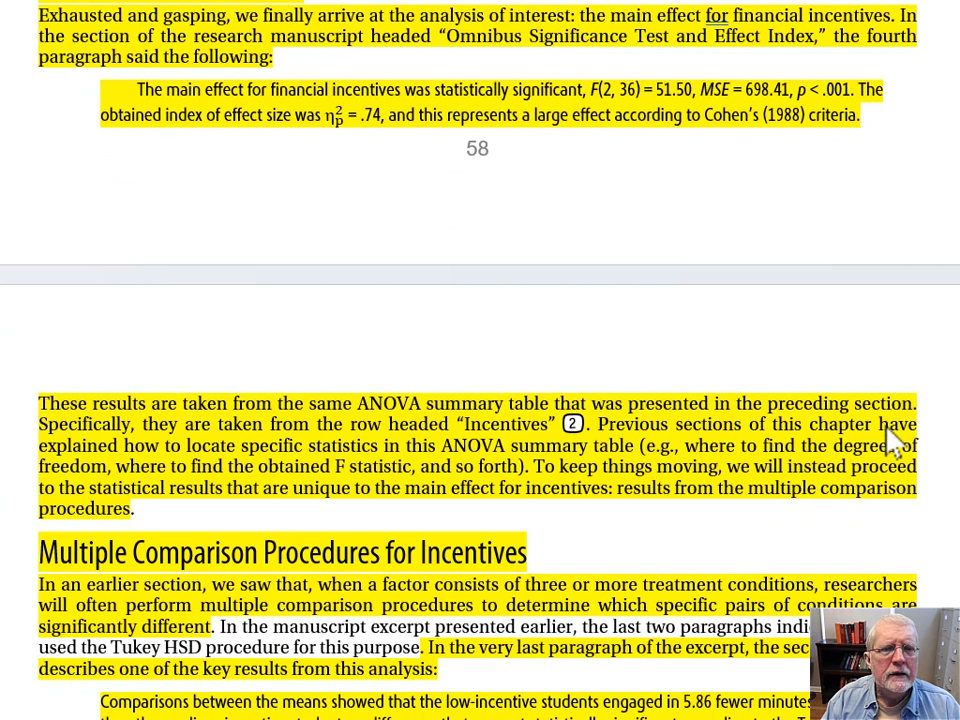 Exhausted and gasping, we finally arrive at the analysis of interest: the main effect for financial incentives. In
the section of the research manuscript headed “Omnibus Significance Test and Effect Index,” the fourth
paragraph said the following:
The main effect for financial incentives was statistically significant, F(2, 36) = 51.50, MSE = 698.41, p < .001. The
obtained index of effect size was η²p = .74, and this represents a large effect according to Cohen’s (1988) criteria.
58
These results are taken from the same ANOVA summary table that was presented in the preceding section.
Specifically, they are taken from the row headed “Incentives” 2. Previous sections of this chapter have
explained how to locate specific statistics in this ANOVA summary table (e.g., where to find the degrees of
freedom, where to find the obtained F statistic, and so forth). To keep things moving, we will instead proceed
to the statistical results that are unique to the main effect for incentives: results from the multiple comparison
procedures.
Multiple Comparison Procedures for Incentives
In an earlier section, we saw that, when a factor consists of three or more treatment conditions, researchers
will often perform multiple comparison procedures to determine which specific pairs of conditions are
significantly different. In the manuscript excerpt presented earlier, the last two paragraphs indi
used the Tukey HSD procedure for this purpose. In the very last paragraph of the excerpt, the sec
describes one of the key results from this analysis:
Comparisons between the means showed that the low-incentive students engaged in 5.86 fewer minutes